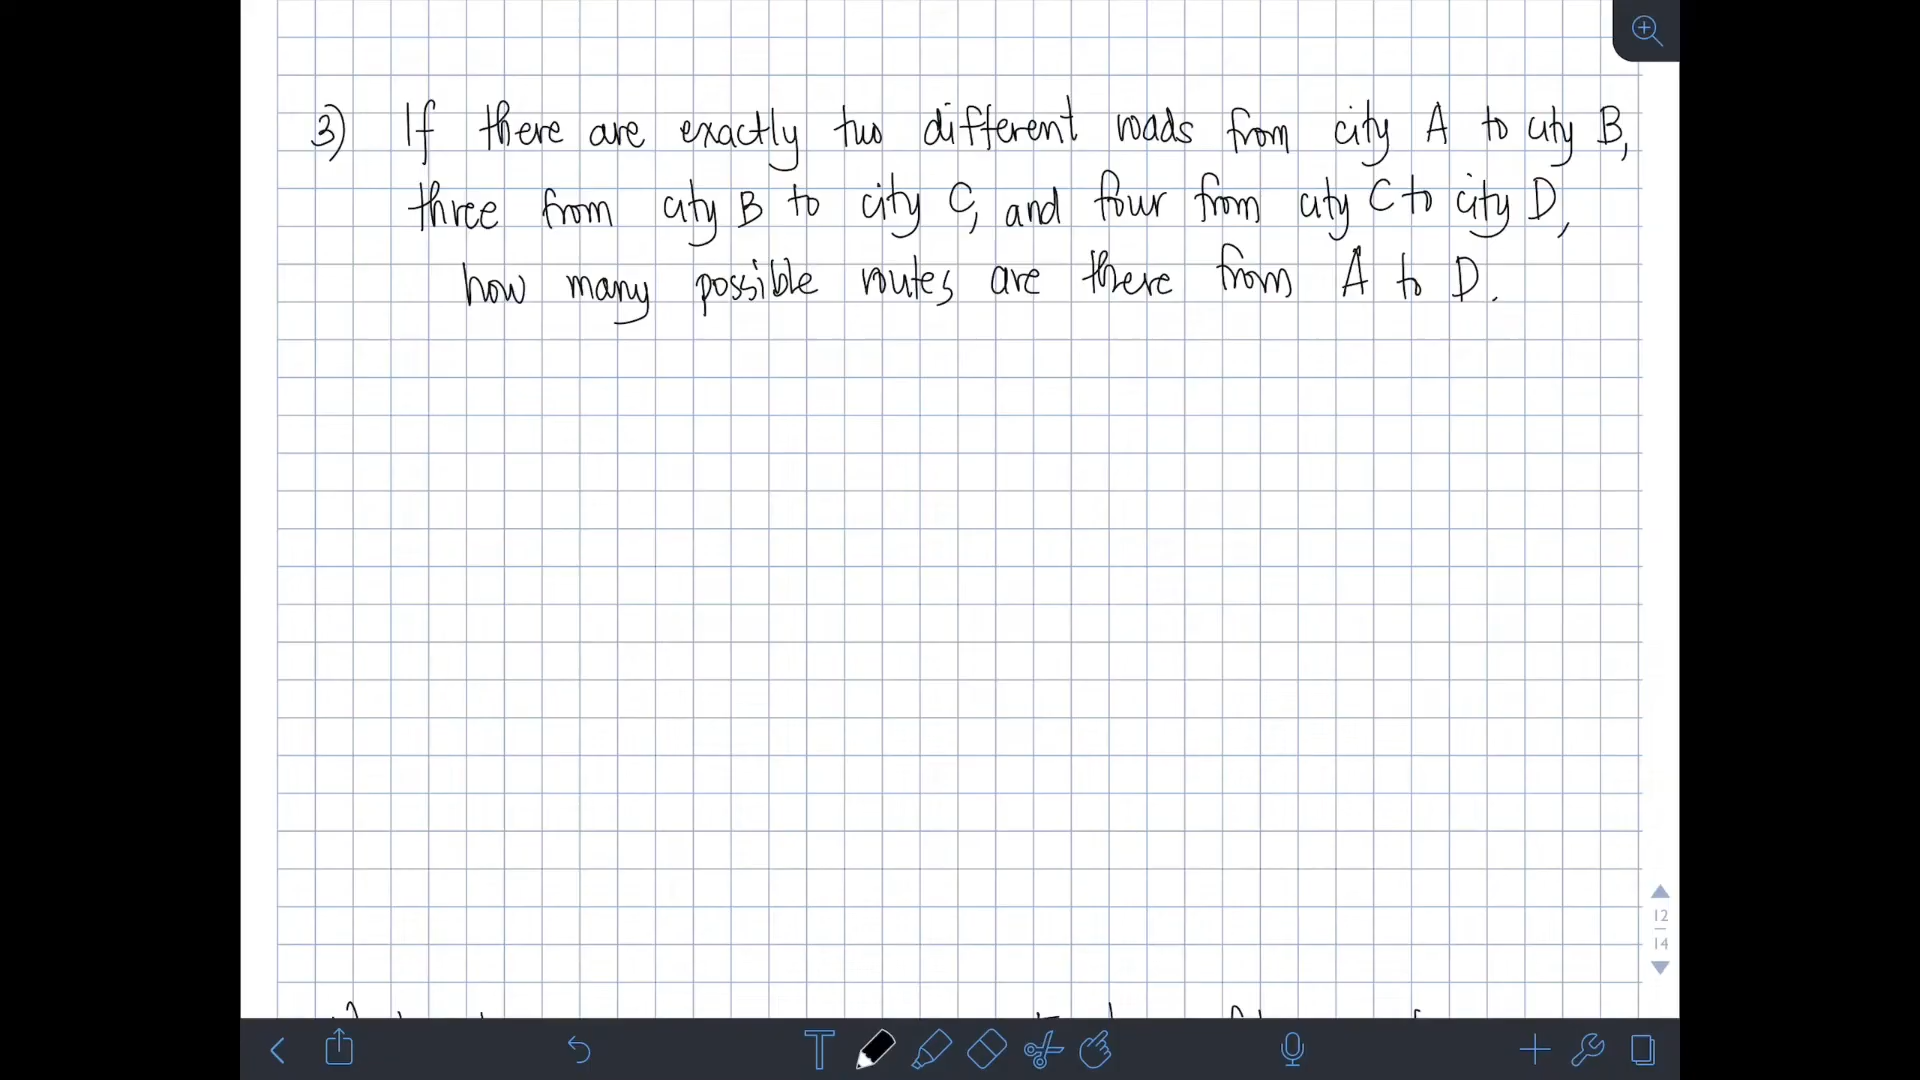 3) If there are exactly two different roads from city A to city B,
three from city B to city C, and four from city C to city D,
how many possible routes are there from A to D.
12
14
T